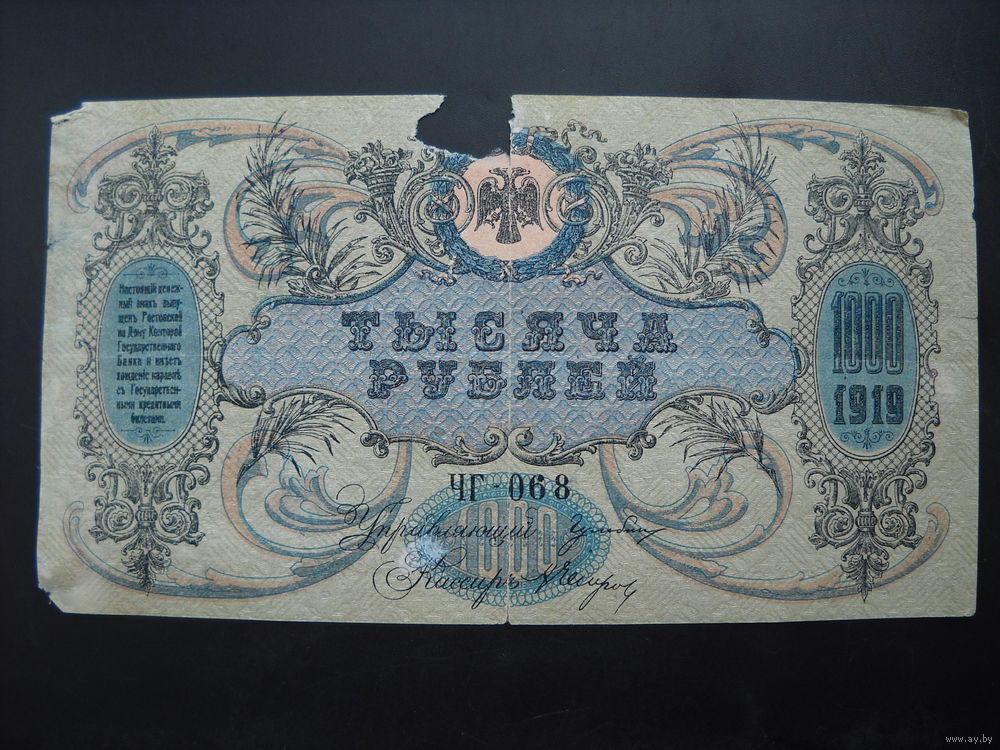 Настоящій денеж-
ный знакъ выпу-
щенъ Ростовской
на Дону Конторой
Государственнаго
Банка и имѣетъ
хожденіе наравнѣ
съ Государствен-
ными кредитными
билетами.
ТЫСЯЧА
РУБЛЕЙ
1000
1919
ЧГ-068
1000
Управляющій
Кассиръ
www.ay.by